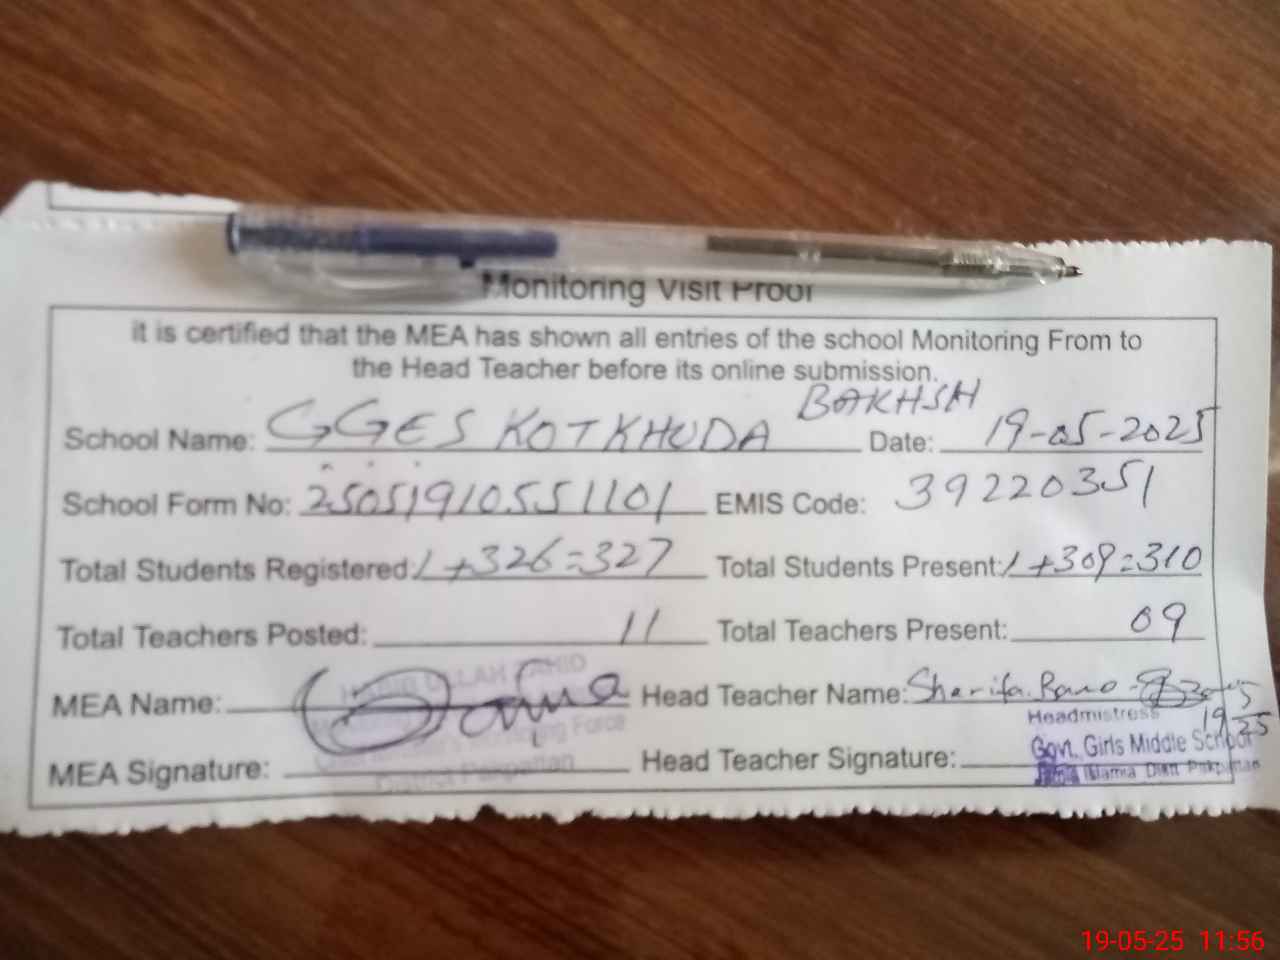 Monitoring Visit Proof
it is certified that the MEA has shown all entries of the school Monitoring From to
the Head Teacher before its online submission.
School Name: GGES KOTKHUDA BAKHSH Date: 19-05-2025
School Form No: 25051910551101 EMIS Code: 39220351
Total Students Registered: 1+326=327 Total Students Present: 1+309=310
Total Teachers Posted: 11 Total Teachers Present: 09
MEA Name: Head Teacher Name: Sharifa Bano
Headmistress
MEA Signature: Head Teacher Signature: Govt. Girls Middle School
19-05-25 11:56